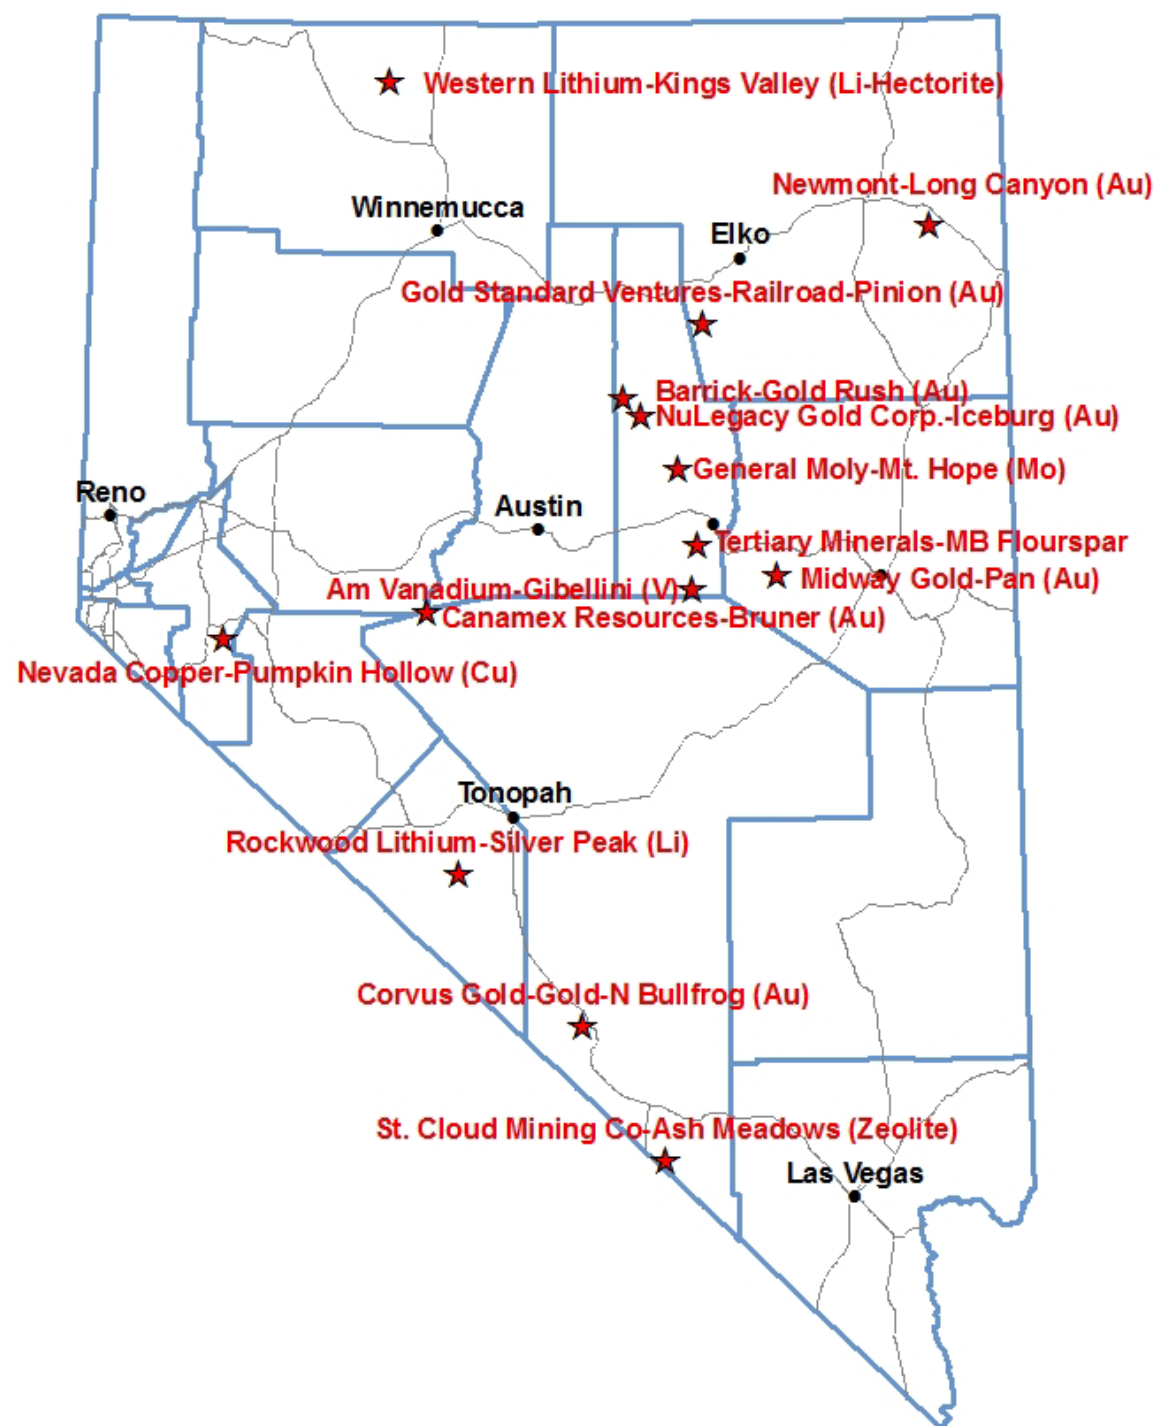 Western Lithium-Kings Valley (Li-Hectorite)
Newmont-Long Canyon (Au)
Winnemucca
Elko
Gold Standard Ventures-Railroad-Pinion (Au)
Barrick-Gold Rush (Au)
NuLegacy Gold Corp.-Iceburg (Au)
General Moly-Mt. Hope (Mo)
Reno
Austin
Tertiary Minerals-MB Flourspar
Midway Gold-Pan (Au)
Am Vanadium-Gibellini (V)
Canamex Resources-Bruner (Au)
Nevada Copper-Pumpkin Hollow (Cu)
Tonopah
Rockwood Lithium-Silver Peak (Li)
Corvus Gold-Gold-N Bullfrog (Au)
St. Cloud Mining Co-Ash Meadows (Zeolite)
Las Vegas